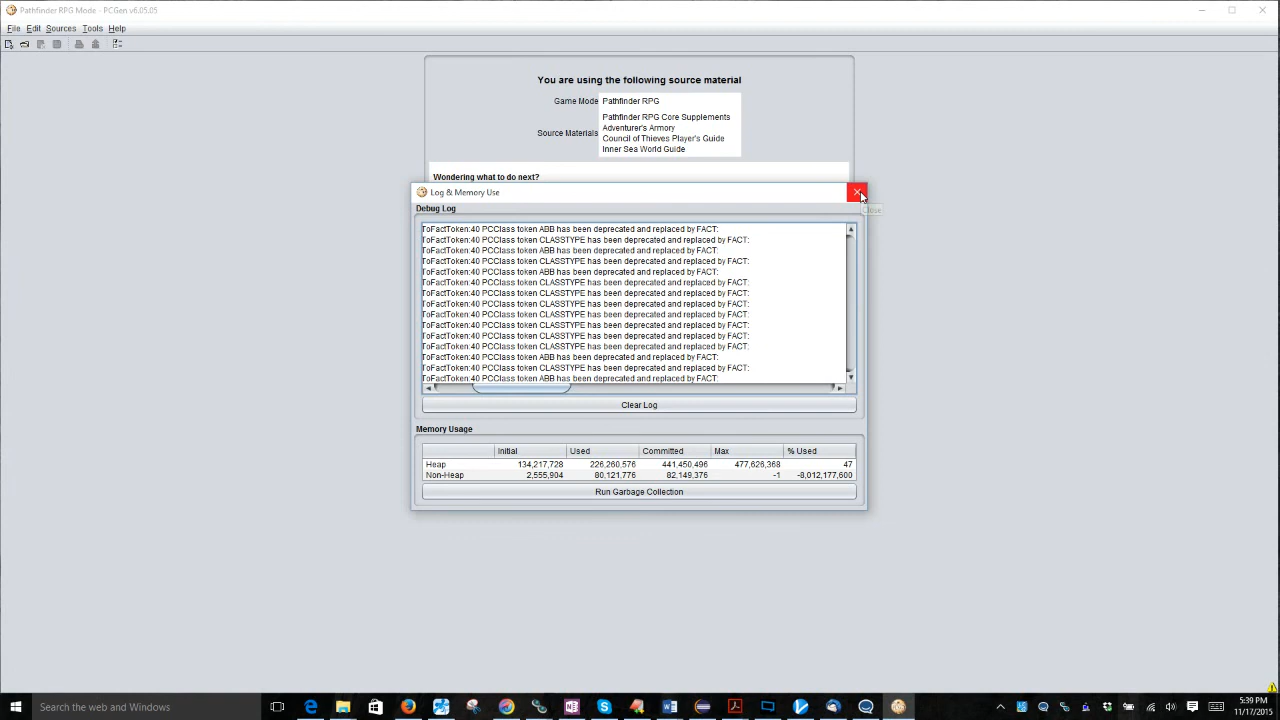 Pathfinder RPG Mode - PCGen v6.05.05
File Edit Sources Tools Help
You are using the following source material
Game Mode Pathfinder RPG
Source Materials
Pathfinder RPG Core Supplements
Adventurer's Armory
Council of Thieves Player's Guide
Inner Sea World Guide
Wondering what to do next?
Log & Memory Use
Close
Debug Log
ToFactToken:40 PCClass token ABB has been deprecated and replaced by FACT:
ToFactToken:40 PCClass token CLASSTYPE has been deprecated and replaced by FACT:
ToFactToken:40 PCClass token ABB has been deprecated and replaced by FACT:
ToFactToken:40 PCClass token CLASSTYPE has been deprecated and replaced by FACT:
ToFactToken:40 PCClass token ABB has been deprecated and replaced by FACT:
ToFactToken:40 PCClass token CLASSTYPE has been deprecated and replaced by FACT:
ToFactToken:40 PCClass token CLASSTYPE has been deprecated and replaced by FACT:
ToFactToken:40 PCClass token CLASSTYPE has been deprecated and replaced by FACT:
ToFactToken:40 PCClass token CLASSTYPE has been deprecated and replaced by FACT:
ToFactToken:40 PCClass token CLASSTYPE has been deprecated and replaced by FACT:
ToFactToken:40 PCClass token CLASSTYPE has been deprecated and replaced by FACT:
ToFactToken:40 PCClass token CLASSTYPE has been deprecated and replaced by FACT:
ToFactToken:40 PCClass token ABB has been deprecated and replaced by FACT:
ToFactToken:40 PCClass token CLASSTYPE has been deprecated and replaced by FACT:
ToFactToken:40 PCClass token ABB has been deprecated and replaced by FACT:
Clear Log
Memory Usage
Initial Used Committed Max % Used
Heap 134,217,728 226,260,576 441,450,496 477,626,368 47
Non-Heap 2,555,904 80,121,776 82,149,376 -1 -8,012,177,600
Run Garbage Collection
Search the web and Windows
5:39 PM
11/17/2015